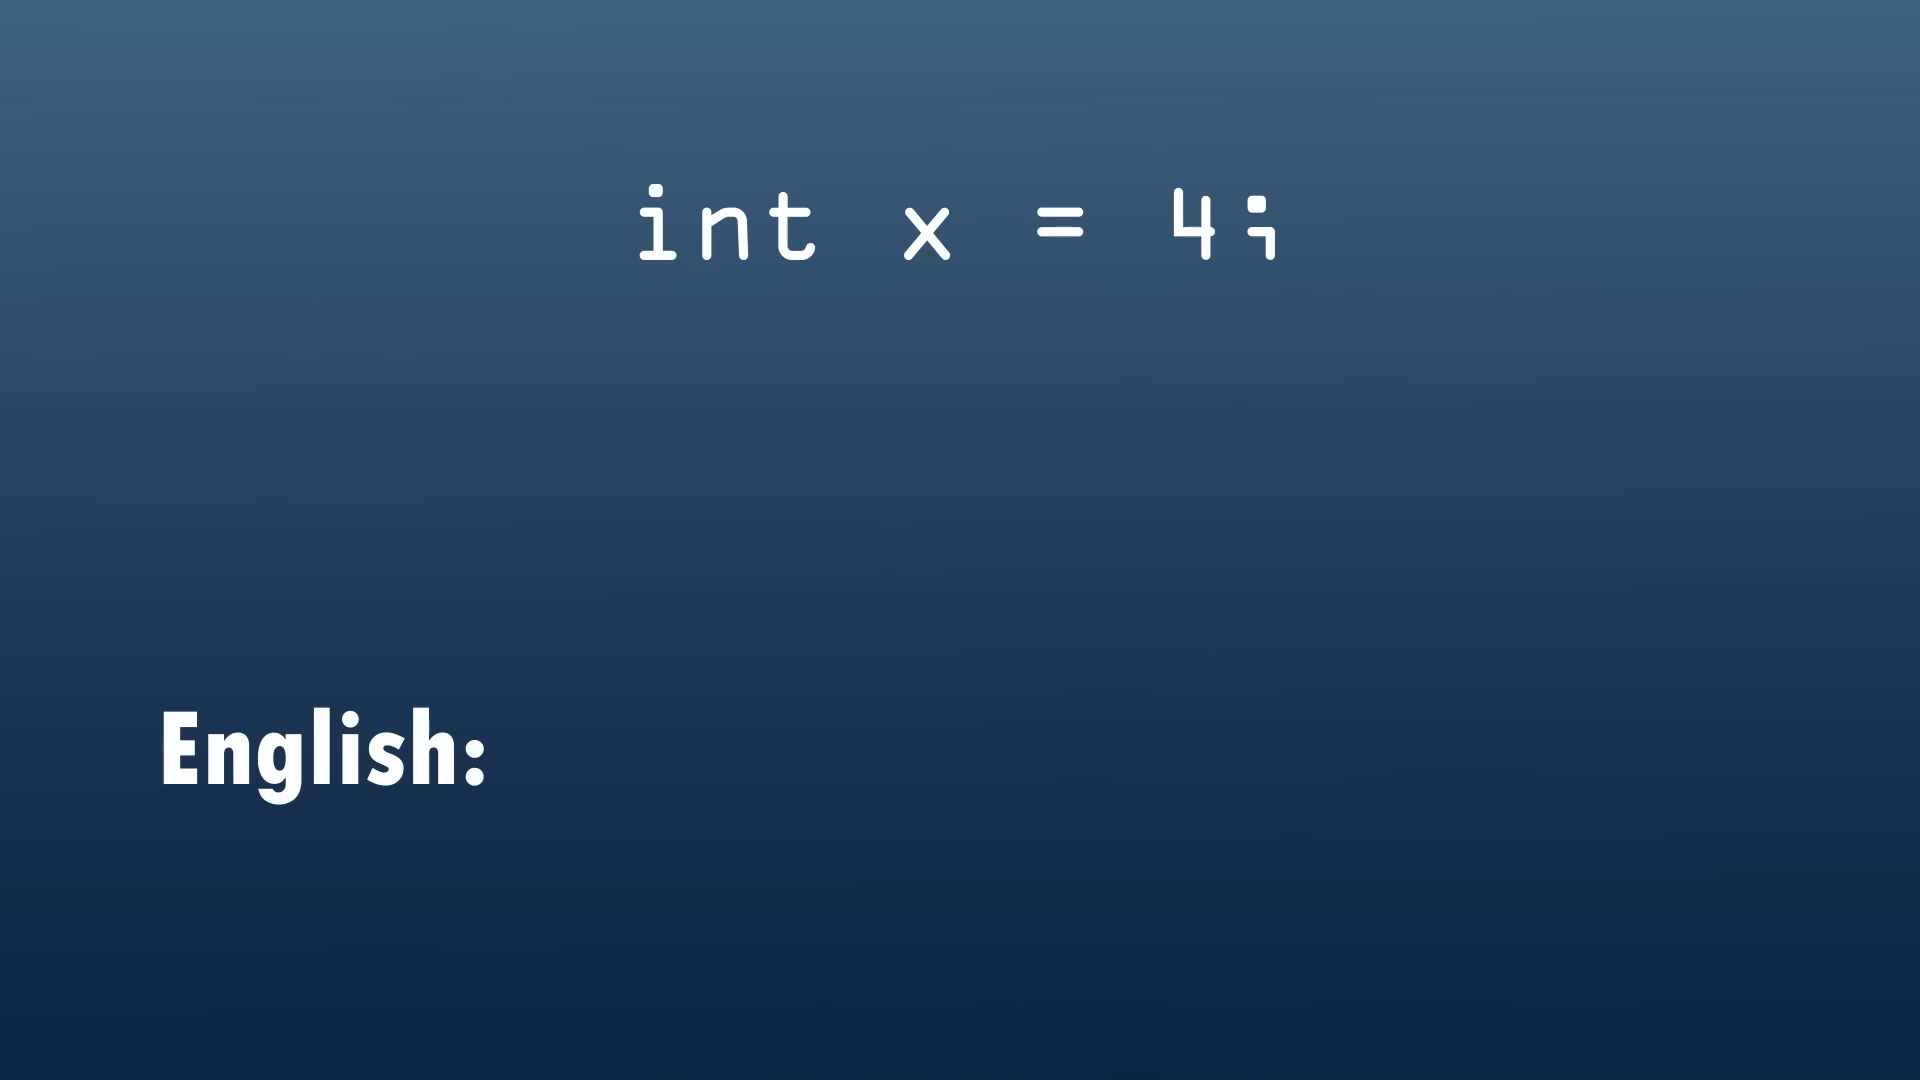 int x = 4;
English: